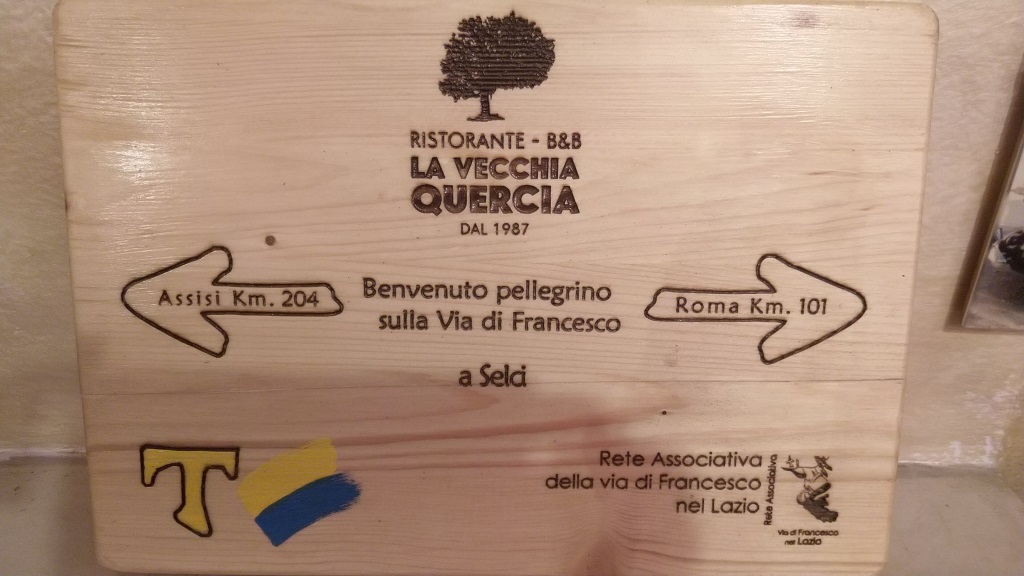 RISTORANTE - B&B
LA VECCHIA
QUERCIA
DAL 1987
Assisi Km. 204
Benvenuto pellegrino
sulla Via di Francesco
Roma Km. 101
a Selci
T
Rete Associativa
della via di Francesco
nel Lazio
Rete Associativa
Via di Francesco
nel Lazio